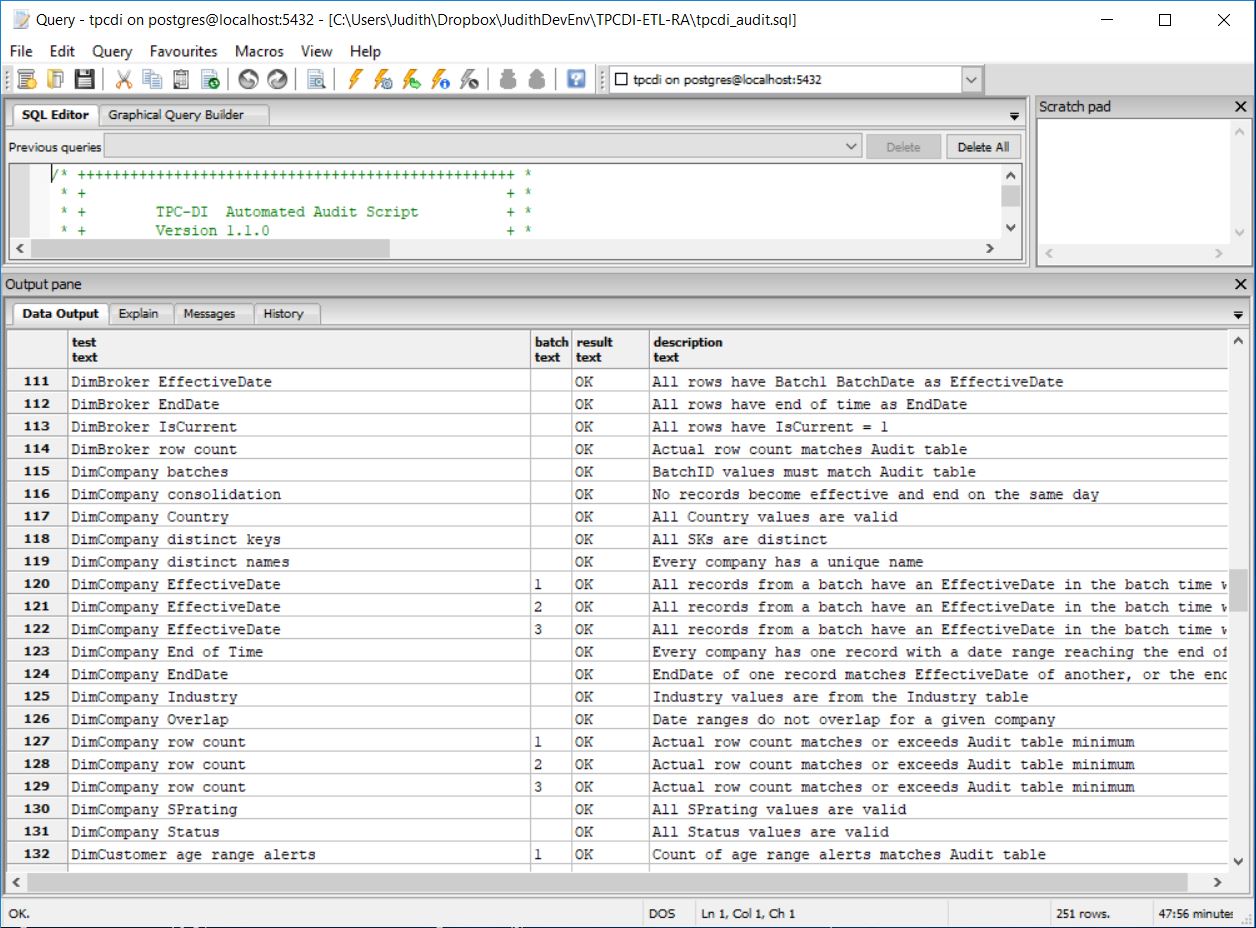 Query - tpcdi on postgres@localhost:5432 - [C:\Users\Judith\Dropbox\JudithDevEnv\TPCDI-ETL-RA\tpcdi_audit.sql]
File Edit Query Favourites Macros View Help
tpcdi on postgres@localhost:5432
SQL Editor Graphical Query Builder
Scratch pad
Previous queries Delete Delete All
/* ++++++++++++++++++++++++++++++++++++++++++++++++++ *
* + + *
* + TPC-DI Automated Audit Script + *
* + Version 1.1.0 + *
Output pane
Data Output Explain Messages History
test batch result description
text text text text
111 DimBroker EffectiveDate OK All rows have Batch1 BatchDate as EffectiveDate
112 DimBroker EndDate OK All rows have end of time as EndDate
113 DimBroker IsCurrent OK All rows have IsCurrent = 1
114 DimBroker row count OK Actual row count matches Audit table
115 DimCompany batches OK BatchID values must match Audit table
116 DimCompany consolidation OK No records become effective and end on the same day
117 DimCompany Country OK All Country values are valid
118 DimCompany distinct keys OK All SKs are distinct
119 DimCompany distinct names OK Every company has a unique name
120 DimCompany EffectiveDate 1 OK All records from a batch have an EffectiveDate in the batch time w
121 DimCompany EffectiveDate 2 OK All records from a batch have an EffectiveDate in the batch time w
122 DimCompany EffectiveDate 3 OK All records from a batch have an EffectiveDate in the batch time w
123 DimCompany End of Time OK Every company has one record with a date range reaching the end of
124 DimCompany EndDate OK EndDate of one record matches EffectiveDate of another, or the end
125 DimCompany Industry OK Industry values are from the Industry table
126 DimCompany Overlap OK Date ranges do not overlap for a given company
127 DimCompany row count 1 OK Actual row count matches or exceeds Audit table minimum
128 DimCompany row count 2 OK Actual row count matches or exceeds Audit table minimum
129 DimCompany row count 3 OK Actual row count matches or exceeds Audit table minimum
130 DimCompany SPrating OK All SPrating values are valid
131 DimCompany Status OK All Status values are valid
132 DimCustomer age range alerts 1 OK Count of age range alerts matches Audit table
OK. DOS Ln 1, Col 1, Ch 1 251 rows. 47:56 minutes